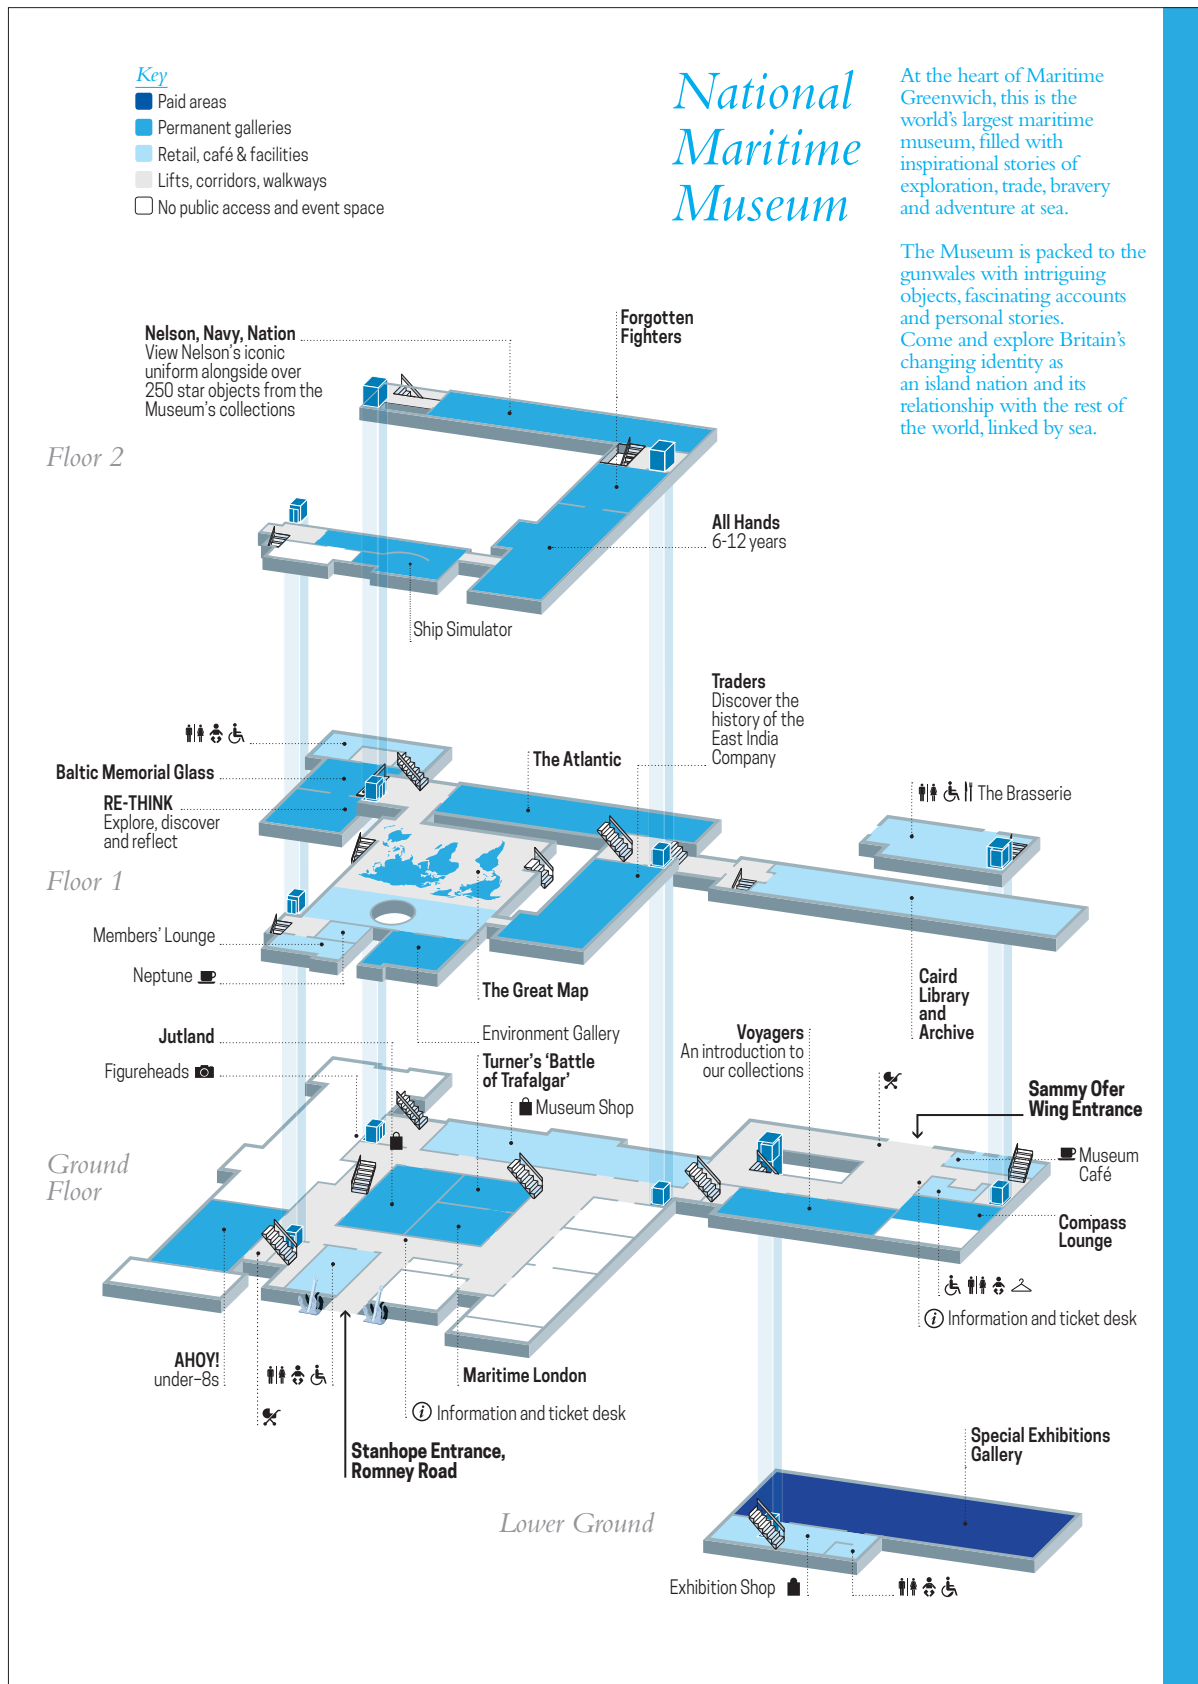 Key
Paid areas
Permanent galleries
Retail, café & facilities
Lifts, corridors, walkways
No public access and event space
National
Maritime
Museum
At the heart of Maritime
Greenwich, this is the
world's largest maritime
museum, filled with
inspirational stories of
exploration, trade, bravery
and adventure at sea.
The Museum is packed to the
gunwales with intriguing
objects, fascinating accounts
and personal stories.
Come and explore Britain's
changing identity as
an island nation and its
relationship with the rest of
the world, linked by sea.
Nelson, Navy, Nation
View Nelson's iconic
uniform alongside over
250 star objects from the
Museum's collections
Forgotten
Fighters
Floor 2
All Hands
6-12 years
Ship Simulator
Traders
Discover the
history of the
East India
Company
The Atlantic
Baltic Memorial Glass
RE-THINK
Explore, discover
and reflect
The Brasserie
Floor 1
Members' Lounge
Neptune
The Great Map
Caird
Library
and
Archive
Jutland
Environment Gallery
Figureheads
Turner's 'Battle
of Trafalgar'
Museum Shop
Voyagers
An introduction to
our collections
Sammy Ofer
Wing Entrance
Ground
Floor
Museum
Café
Compass
Lounge
i Information and ticket desk
AHOY!
under–8s
Maritime London
i Information and ticket desk
Stanhope Entrance,
Romney Road
Special Exhibitions
Gallery
Lower Ground
Exhibition Shop